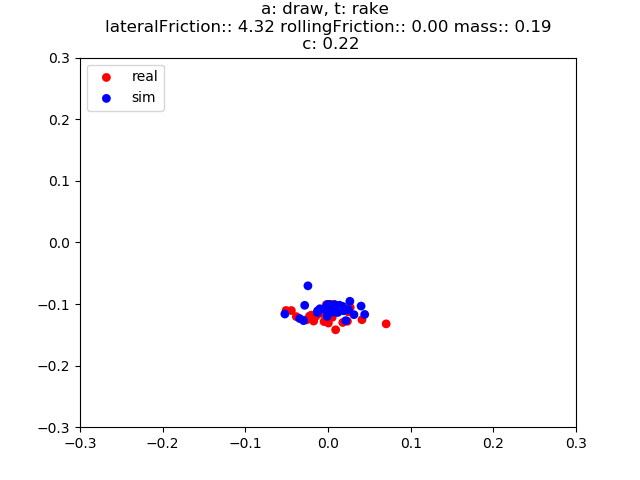 a: draw, t: rake
lateralFriction:: 4.32 rollingFriction:: 0.00 mass:: 0.19
c: 0.22
real
sim
0.3
0.2
0.1
0.0
−0.1
−0.2
−0.3
−0.3 −0.2 −0.1 0.0 0.1 0.2 0.3